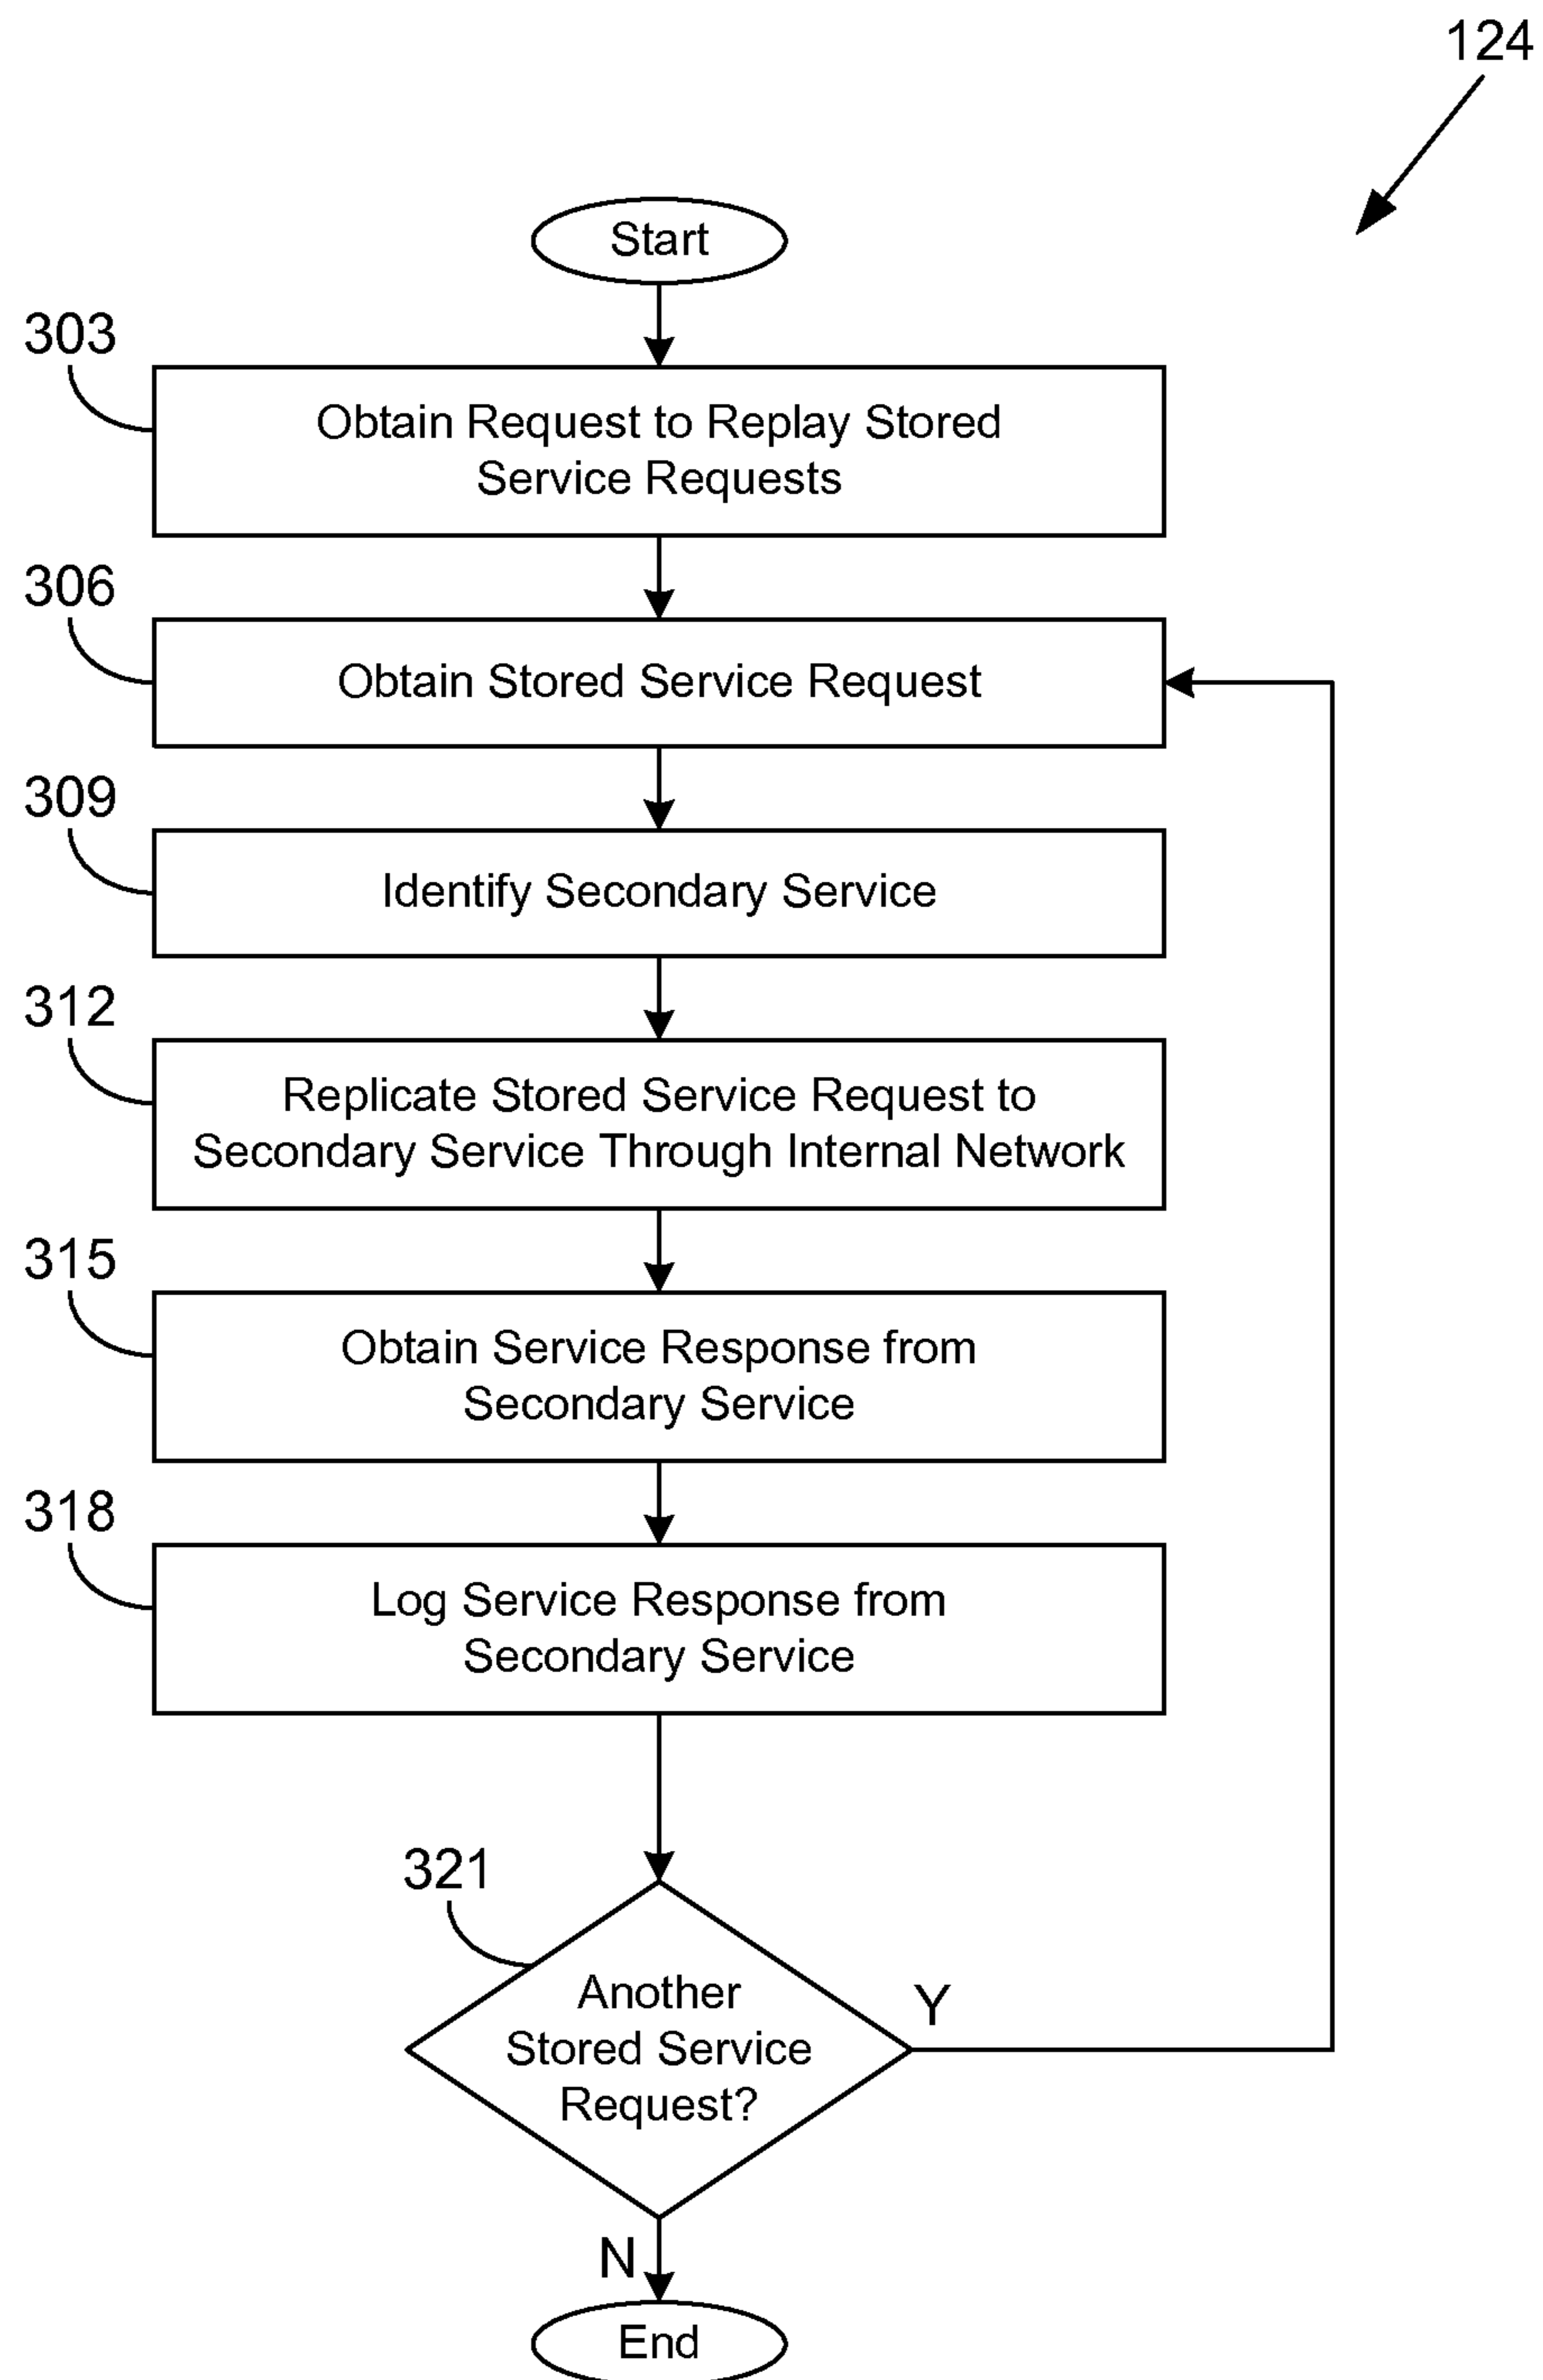 124
Start
303
Obtain Request to Replay Stored
Service Requests
306
Obtain Stored Service Request
309
Identify Secondary Service
312
Replicate Stored Service Request to
Secondary Service Through Internal Network
315
Obtain Service Response from
Secondary Service
318
Log Service Response from
Secondary Service
321
Another
Stored Service
Request?
Y
N
End